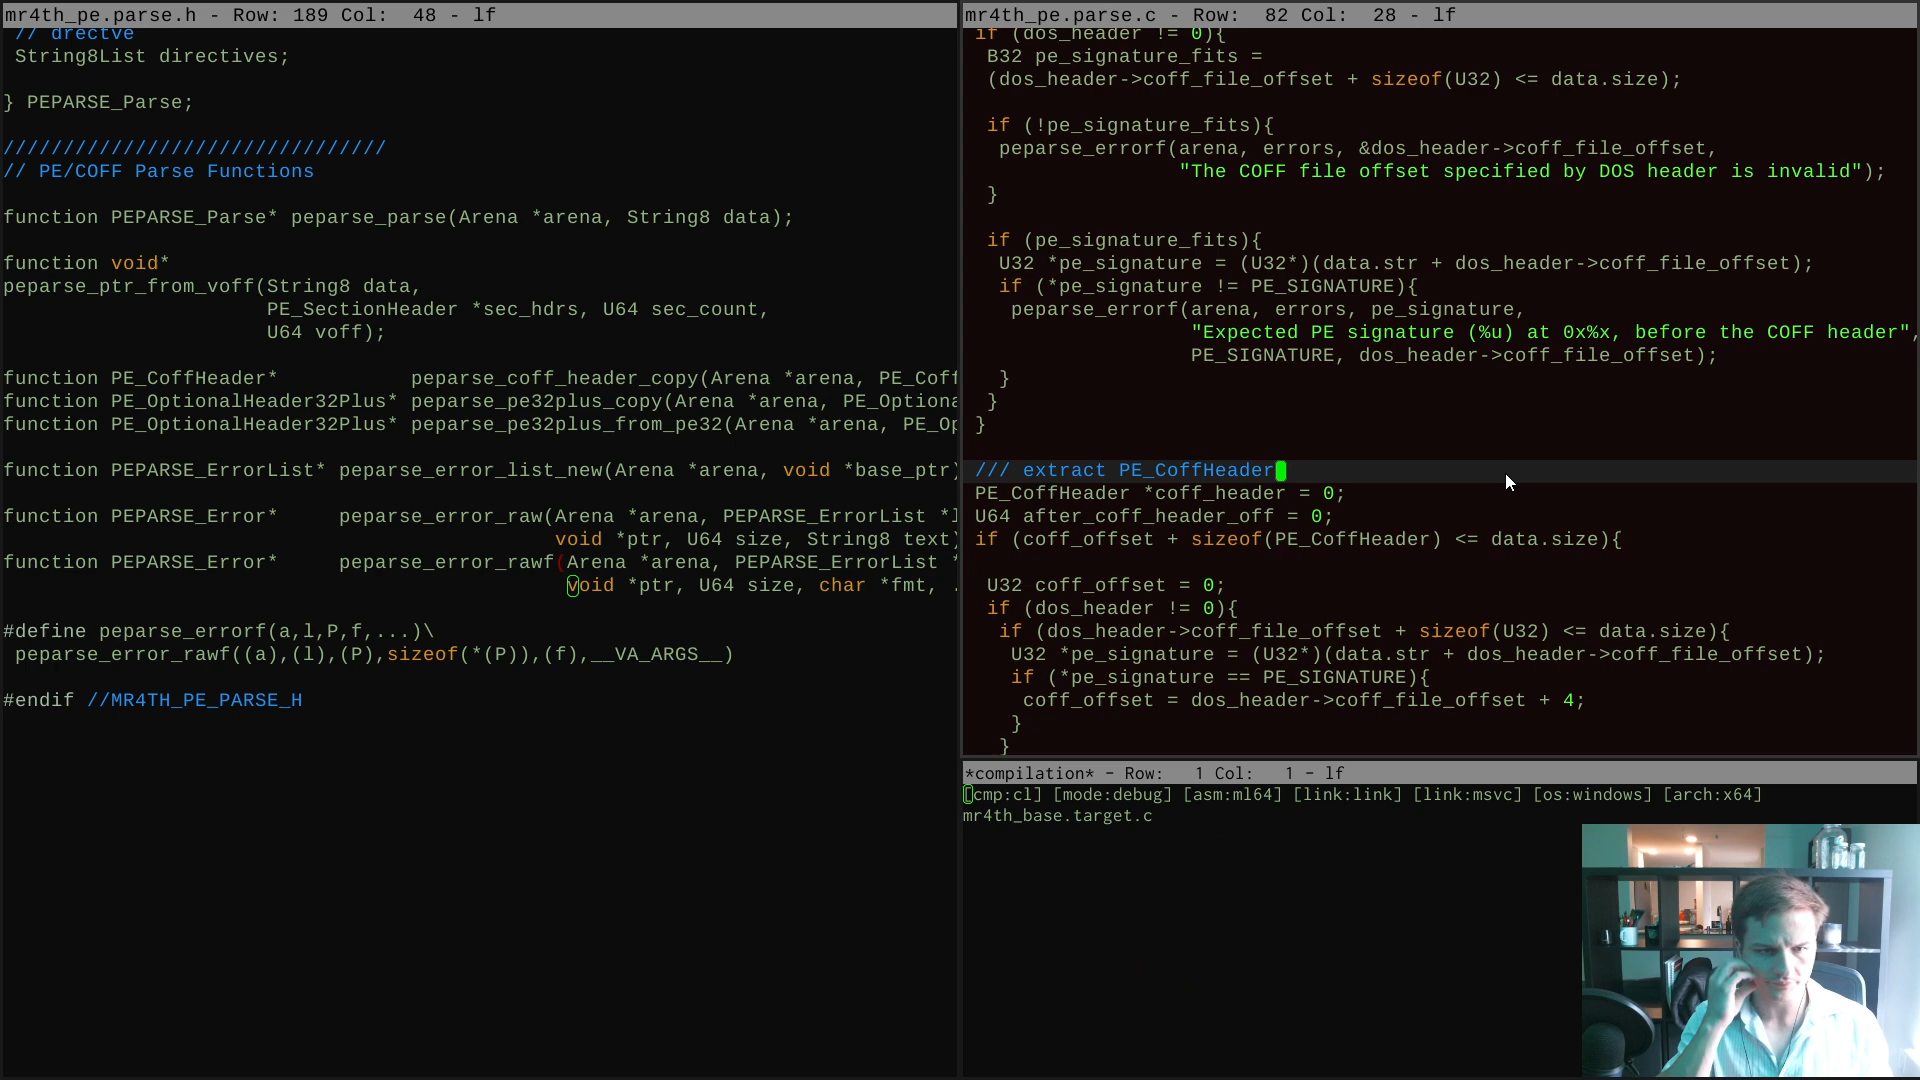 mr4th_pe.parse.h - Row: 189 Col:  48 - lf
// drectve
String8List directives;
} PEPARSE_Parse;
////////////////////////////////
// PE/COFF Parse Functions
function PEPARSE_Parse* peparse_parse(Arena *arena, String8 data);
function void*
peparse_ptr_from_voff(String8 data,
PE_SectionHeader *sec_hdrs, U64 sec_count,
U64 voff);
function PE_CoffHeader*           peparse_coff_header_copy(Arena *arena, PE_Coff
function PE_OptionalHeader32Plus* peparse_pe32plus_copy(Arena *arena, PE_Optiona
function PE_OptionalHeader32Plus* peparse_pe32plus_from_pe32(Arena *arena, PE_Op
function PEPARSE_ErrorList* peparse_error_list_new(Arena *arena, void *base_ptr)
function PEPARSE_Error*     peparse_error_raw(Arena *arena, PEPARSE_ErrorList *l
void *ptr, U64 size, String8 text)
function PEPARSE_Error*     peparse_error_rawf(Arena *arena, PEPARSE_ErrorList *
void *ptr, U64 size, char *fmt, .
#define peparse_errorf(a,l,P,f,...)\
peparse_error_rawf((a),(l),(P),sizeof(*(P)),(f),__VA_ARGS__)
#endif //MR4TH_PE_PARSE_H
mr4th_pe.parse.c - Row:  82 Col:  28 - lf
if (dos_header != 0){
B32 pe_signature_fits =
(dos_header->coff_file_offset + sizeof(U32) <= data.size);
if (!pe_signature_fits){
peparse_errorf(arena, errors, &dos_header->coff_file_offset,
"The COFF file offset specified by DOS header is invalid");
}
if (pe_signature_fits){
U32 *pe_signature = (U32*)(data.str + dos_header->coff_file_offset);
if (*pe_signature != PE_SIGNATURE){
peparse_errorf(arena, errors, pe_signature,
"Expected PE signature (%u) at 0x%x, before the COFF header",
PE_SIGNATURE, dos_header->coff_file_offset);
}
}
}
/// extract PE_CoffHeader
PE_CoffHeader *coff_header = 0;
U64 after_coff_header_off = 0;
if (coff_offset + sizeof(PE_CoffHeader) <= data.size){
U32 coff_offset = 0;
if (dos_header != 0){
if (dos_header->coff_file_offset + sizeof(U32) <= data.size){
U32 *pe_signature = (U32*)(data.str + dos_header->coff_file_offset);
if (*pe_signature == PE_SIGNATURE){
coff_offset = dos_header->coff_file_offset + 4;
}
}
*compilation* - Row:   1 Col:   1 - lf
[cmp:cl] [mode:debug] [asm:ml64] [link:link] [link:msvc] [os:windows] [arch:x64]
mr4th_base.target.c